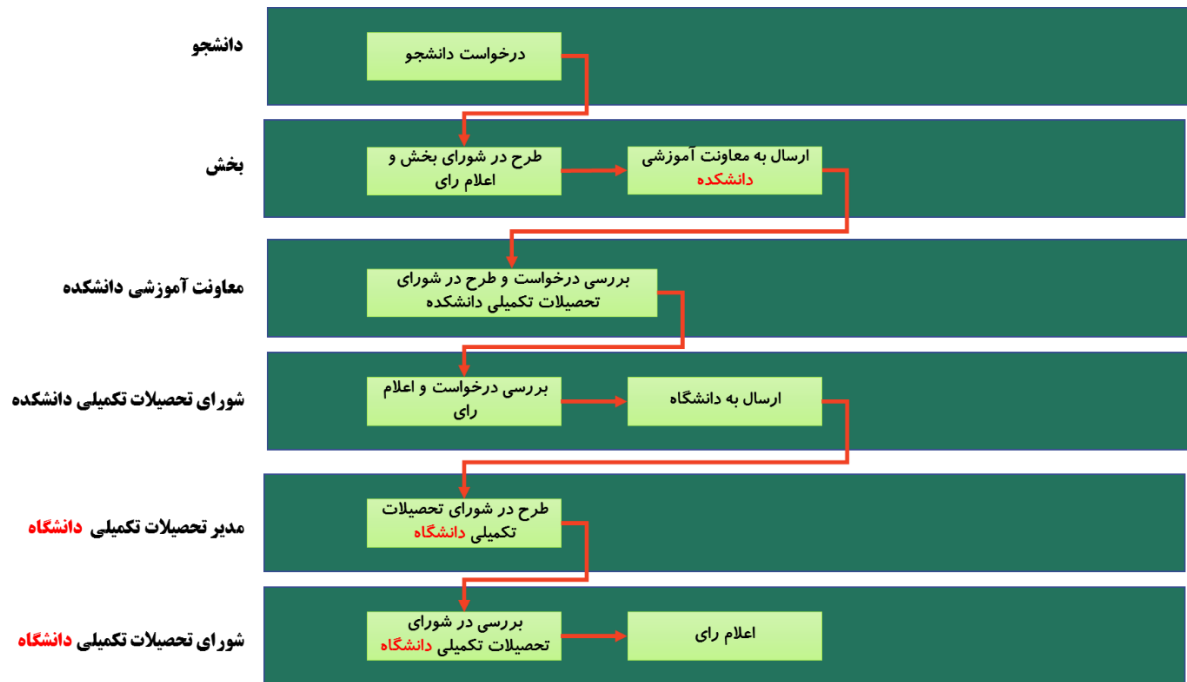 دانشجو
درخواست دانشجو
بخش
طرح در شورای بخش و
اعلام رای
ارسال به معاونت آموزشی
دانشکده
معاونت آموزشی دانشکده
بررسی درخواست و طرح در شورای
تحصیلات تکمیلی دانشکده
شورای تحصیلات تکمیلی دانشکده
بررسی درخواست و اعلام
رای
ارسال به دانشگاه
مدیر تحصیلات تکمیلی دانشگاه
طرح در شورای تحصیلات
تکمیلی دانشگاه
شورای تحصیلات تکمیلی دانشگاه
بررسی در شورای
تحصیلات تکمیلی دانشگاه
اعلام رای